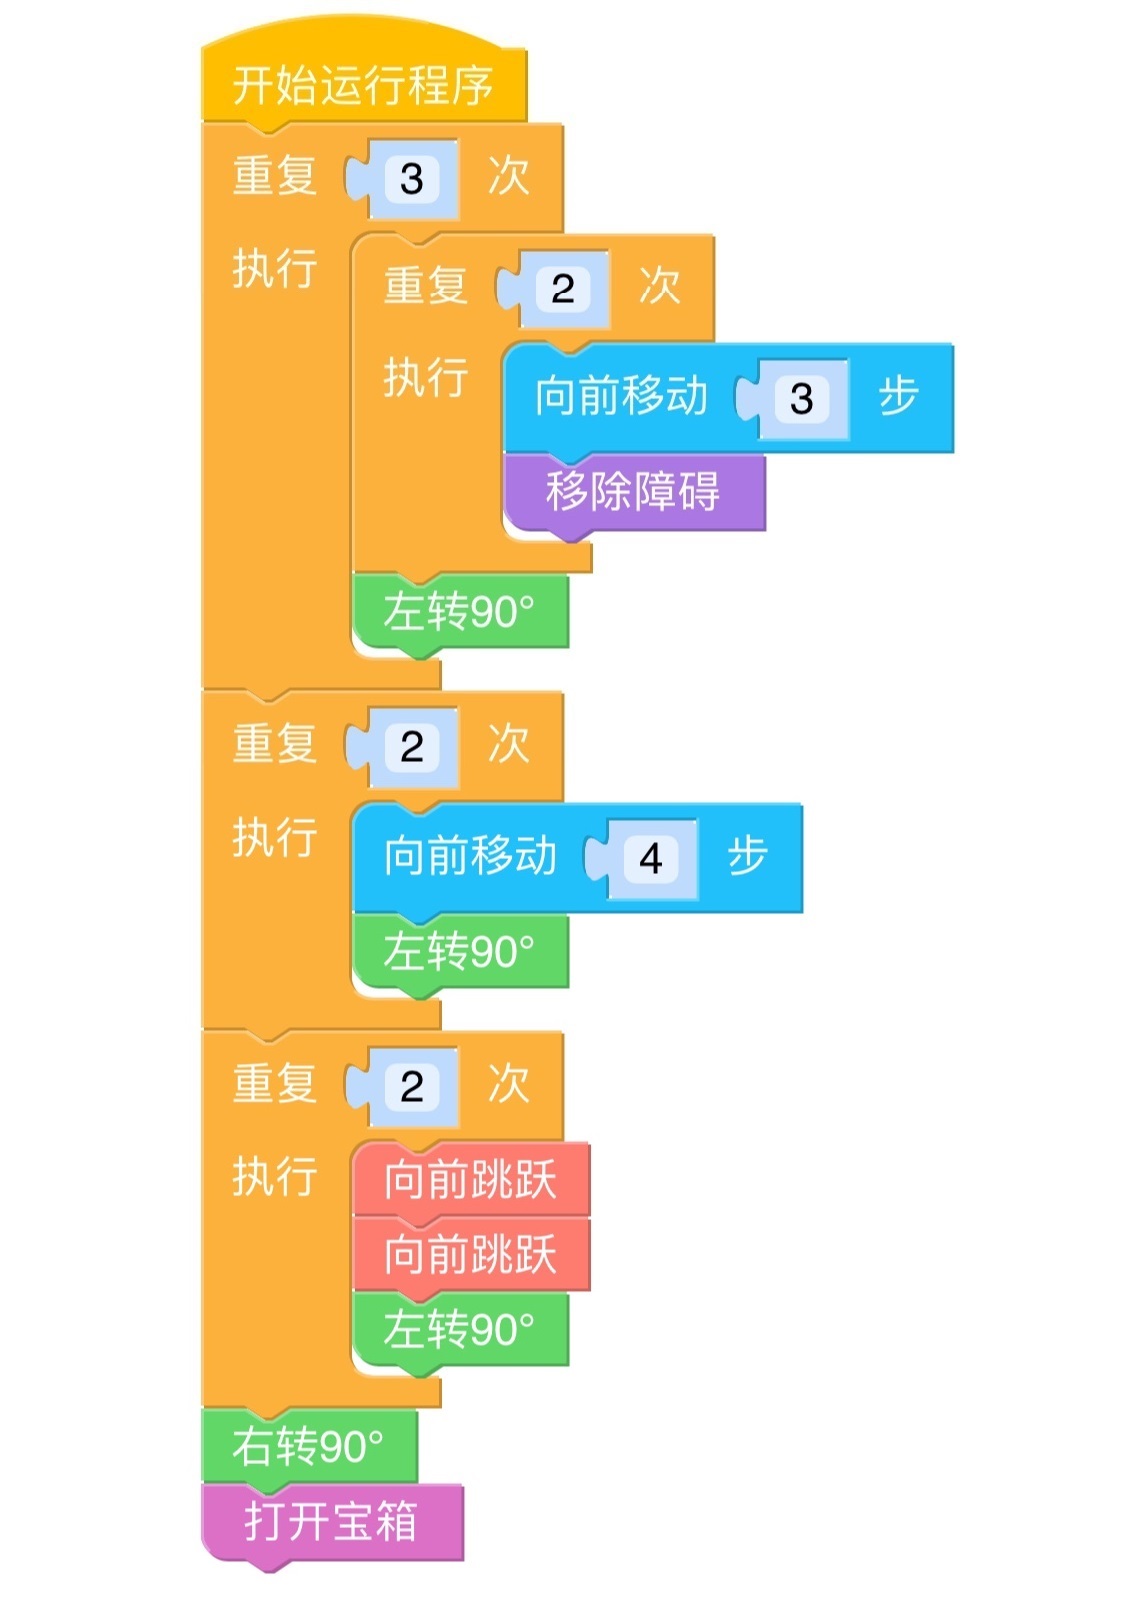 开始运行程序
重复 3 次
执行
重复 2 次
执行
向前移动 3 步
移除障碍
左转90°
重复 2 次
执行
向前移动 4 步
左转90°
重复 2 次
执行
向前跳跃
向前跳跃
左转90°
右转90°
打开宝箱